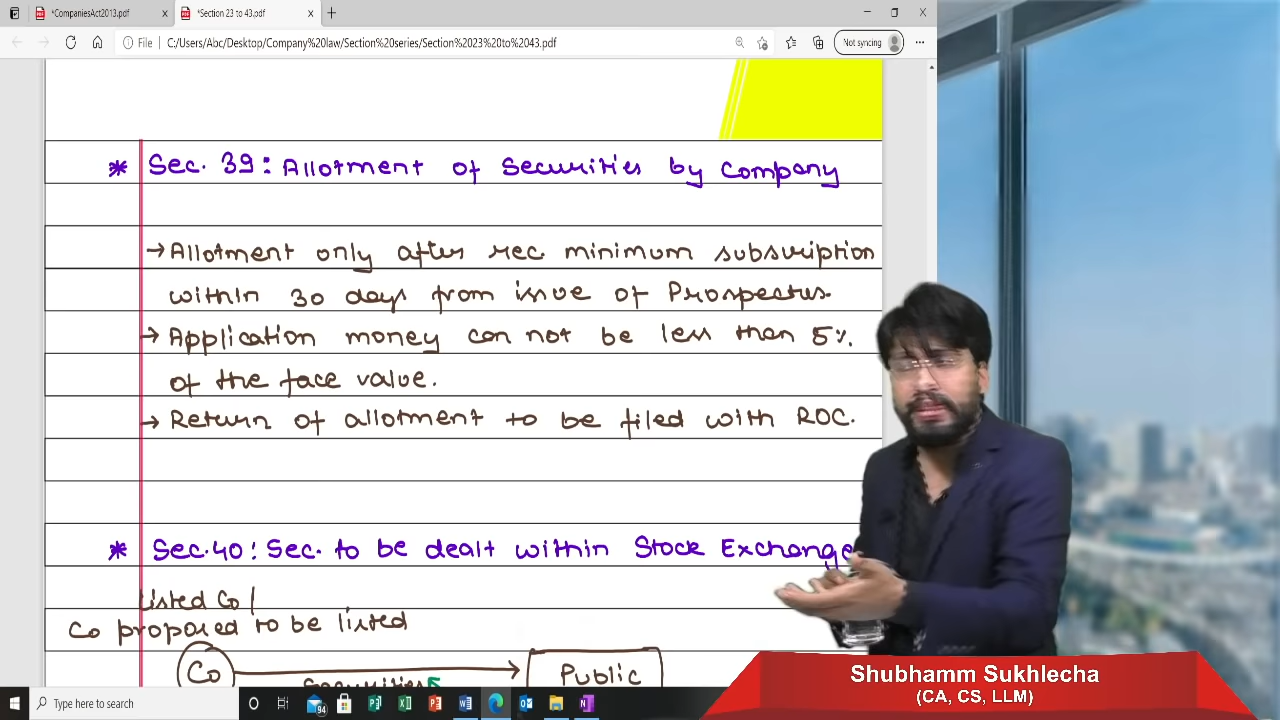 *CompaniesAct2013.pdf
*Section 23 to 43.pdf
File
C:/Users/Abc/Desktop/Company%20law/Section%20series/Section%2023%20to%2043.pdf
Not syncing
* Sec. 39: Allotment of Securities by Company
→ Allotment only after rec. minimum subscription
within 30 days from issue of Prospectus.
→ Application money can not be less than 5%
of the face value.
→ Return of allotment to be filed with ROC.
* Sec.40: Sec. to be dealt within Stock Exchange
Listed Co/
Co proposed to be listed
Co
Public
Securities
Shubhamm Sukhlecha
(CA, CS, LLM)
Type here to search
94